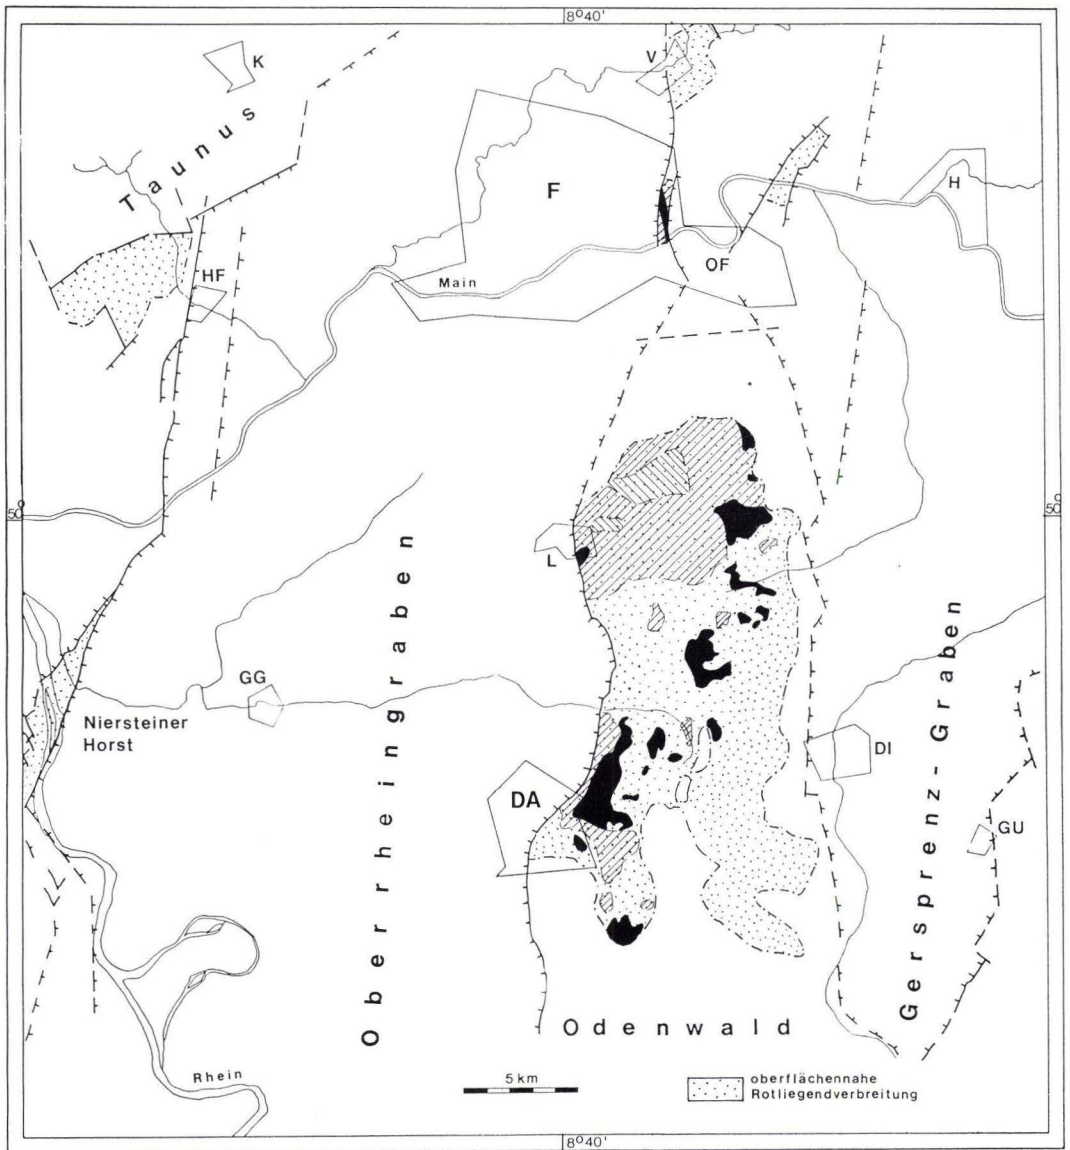 8°40'
K
V
Taunus
F
H
HF
Main
OF
50°
50°
L
Oberrheingraben
GG
Niersteiner
Horst
DA
DI
GU
Gersprenz-Graben
Odenwald
Rhein
5 km
oberflächennahe
Rotliegendverbreitung
8°40'